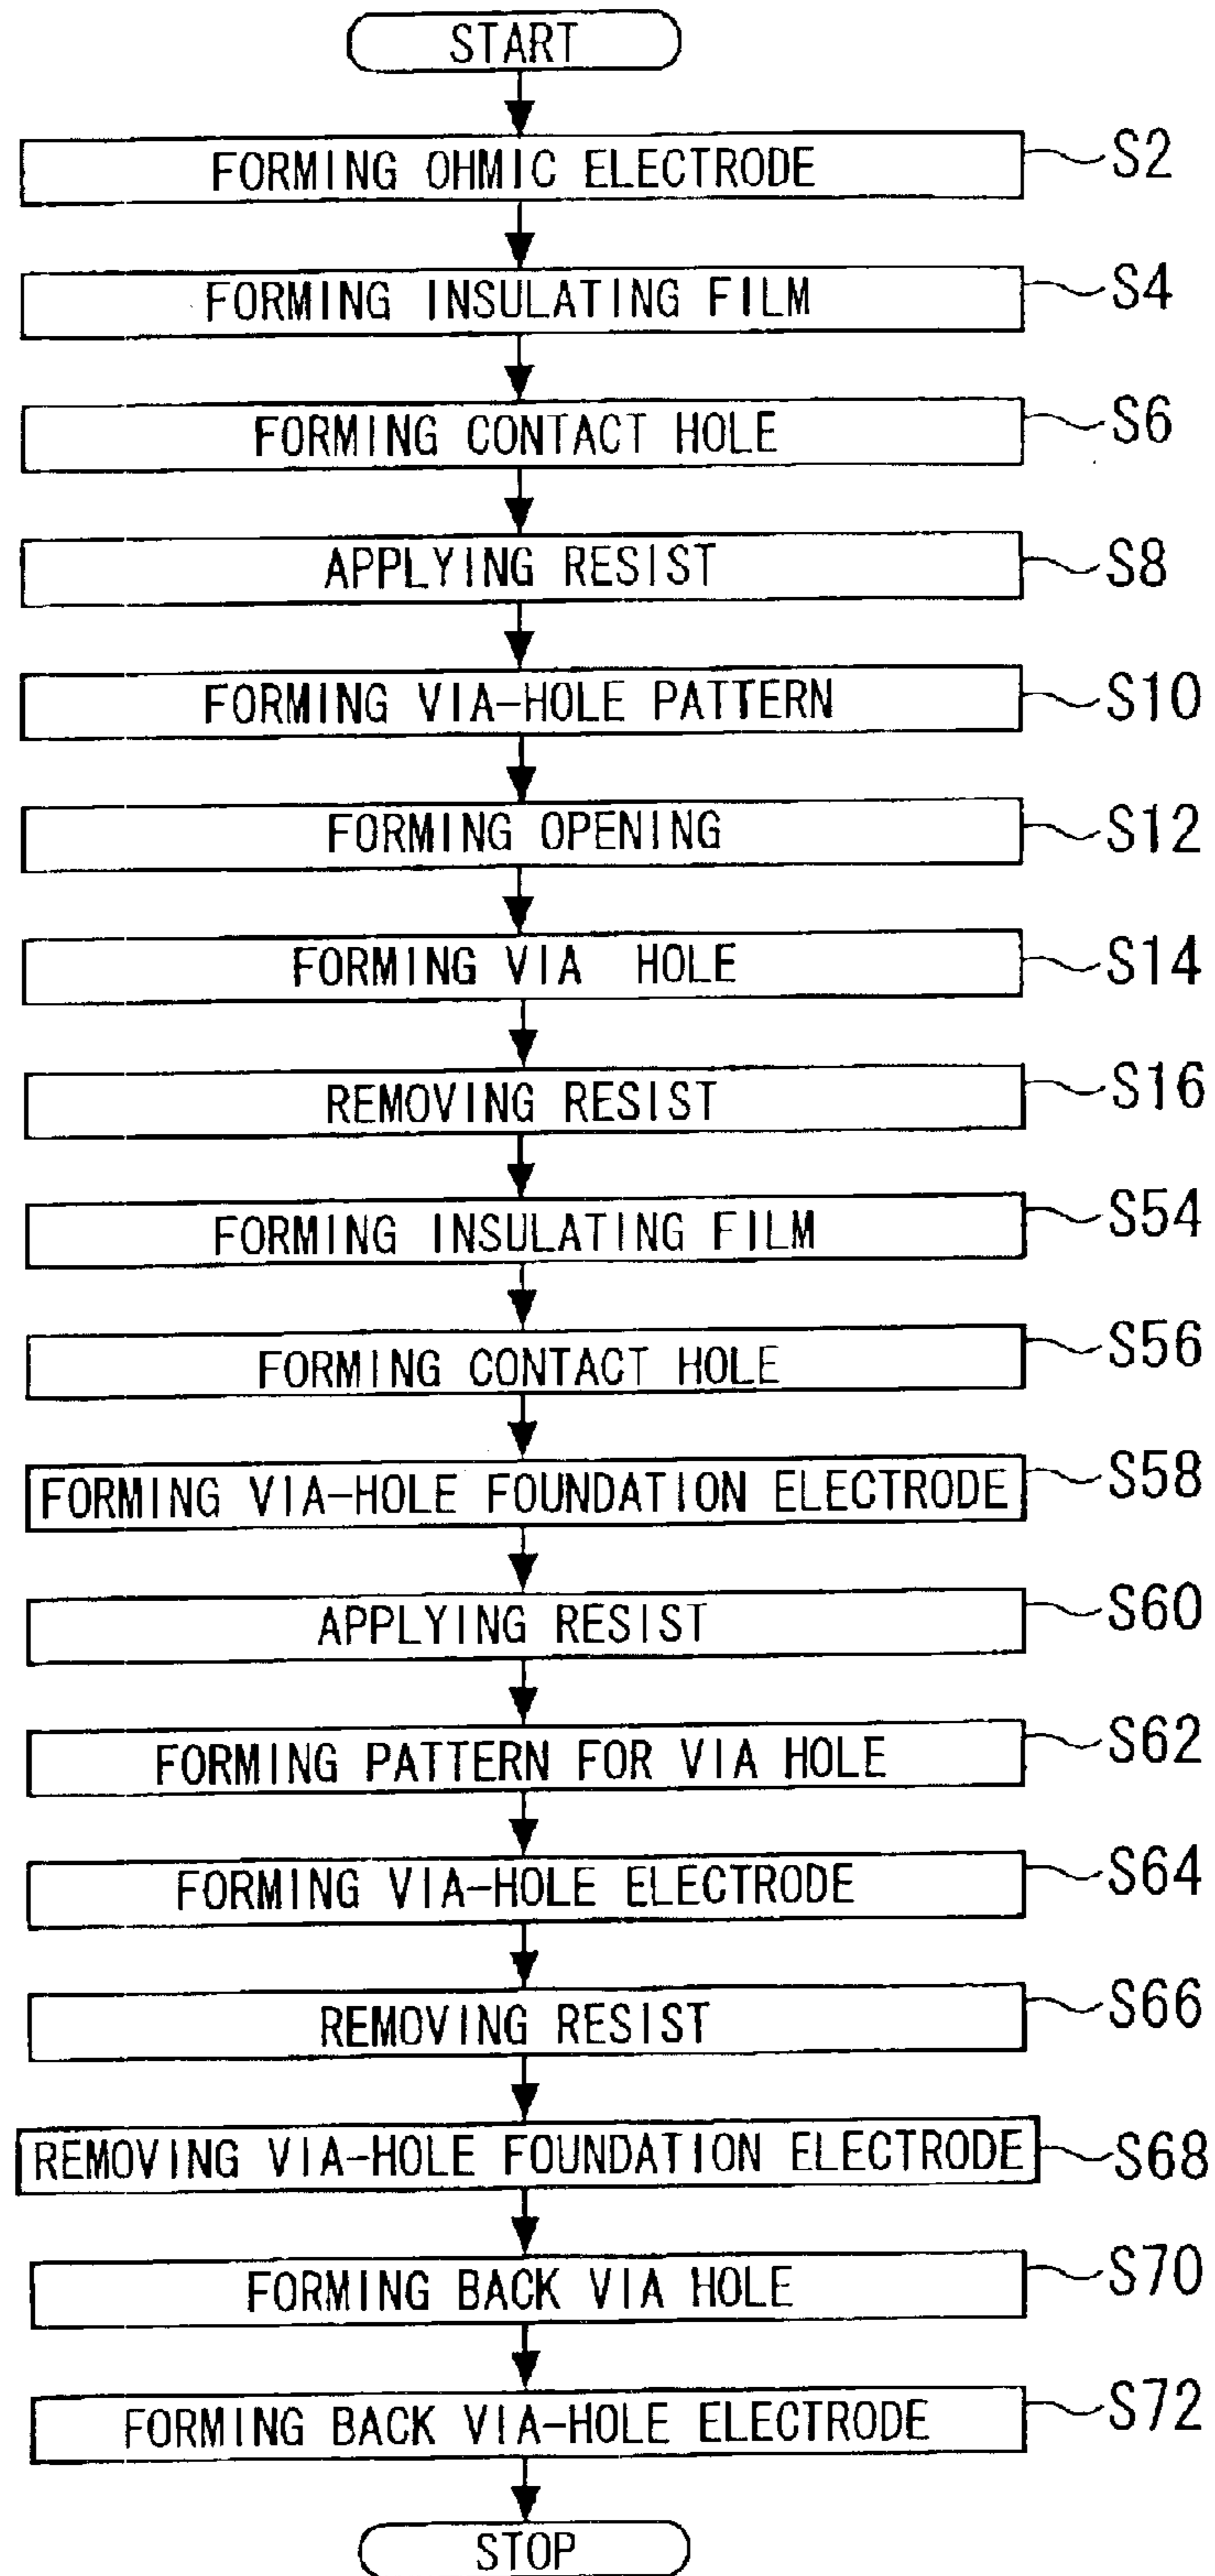 START
FORMING OHMIC ELECTRODE S2
FORMING INSULATING FILM S4
FORMING CONTACT HOLE S6
APPLYING RESIST S8
FORMING VIA-HOLE PATTERN S10
FORMING OPENING S12
FORMING VIA HOLE S14
REMOVING RESIST S16
FORMING INSULATING FILM S54
FORMING CONTACT HOLE S56
FORMING VIA-HOLE FOUNDATION ELECTRODE S58
APPLYING RESIST S60
FORMING PATTERN FOR VIA HOLE S62
FORMING VIA-HOLE ELECTRODE S64
REMOVING RESIST S66
REMOVING VIA-HOLE FOUNDATION ELECTRODE S68
FORMING BACK VIA HOLE S70
FORMING BACK VIA-HOLE ELECTRODE S72
STOP